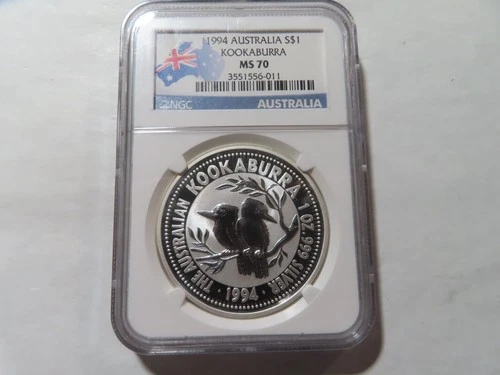 1994 AUSTRALIA S$1
KOOKABURRA
MS 70
3551556-011
NGC
AUSTRALIA
THE AUSTRALIAN KOOKABURRA 1 OZ. 999 SILVER
· 1994 ·